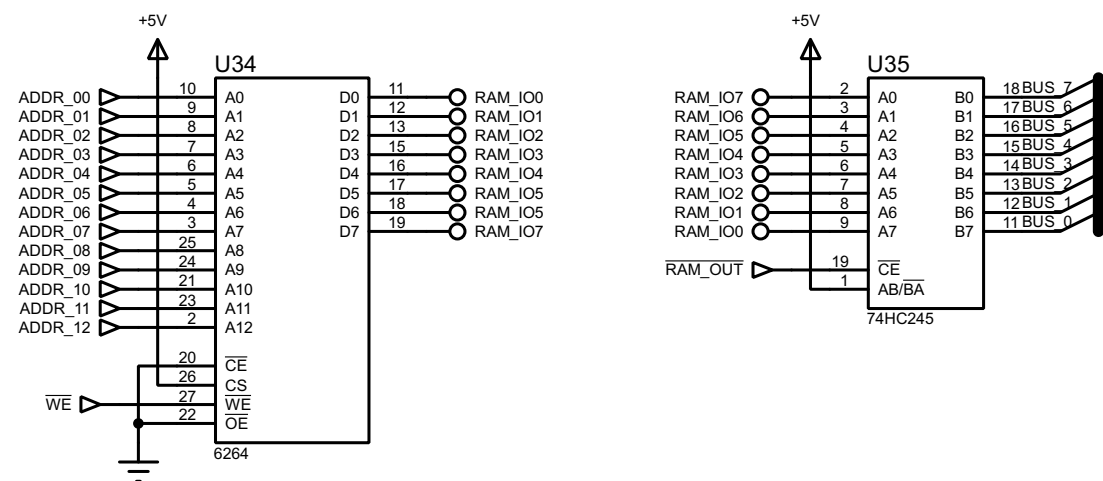 +5V
U34
ADDR_00 10 A0 D0 11 RAM_IO0
ADDR_01 9 A1 D1 12 RAM_IO1
ADDR_02 8 A2 D2 13 RAM_IO2
ADDR_03 7 A3 D3 15 RAM_IO3
ADDR_04 6 A4 D4 16 RAM_IO4
ADDR_05 5 A5 D5 17 RAM_IO5
ADDR_06 4 A6 D6 18 RAM_IO5
ADDR_07 3 A7 D7 19 RAM_IO7
ADDR_08 25 A8
ADDR_09 24 A9
ADDR_10 21 A10
ADDR_11 23 A11
ADDR_12 2 A12
20 CE
26 CS
WE 27 WE
22 OE
6264
+5V
U35
RAM_IO7 2 A0 B0 18 BUS_7
RAM_IO6 3 A1 B1 17 BUS_6
RAM_IO5 4 A2 B2 16 BUS_5
RAM_IO4 5 A3 B3 15 BUS_4
RAM_IO3 6 A4 B4 14 BUS_3
RAM_IO2 7 A5 B5 13 BUS_2
RAM_IO1 8 A6 B6 12 BUS_1
RAM_IO0 9 A7 B7 11 BUS_0
RAM_OUT 19 CE
1 AB/BA
74HC245